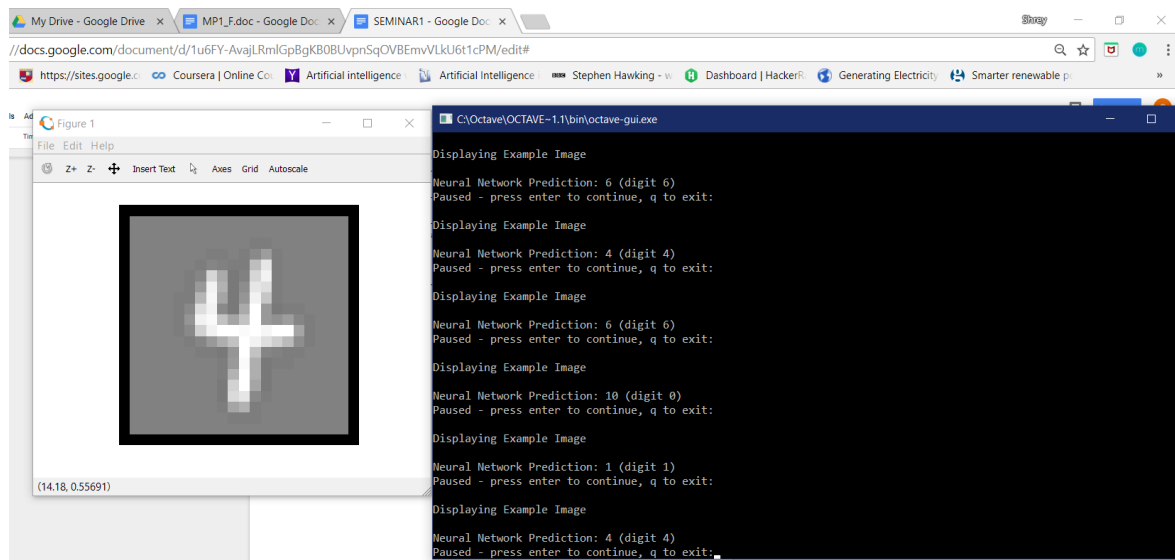 My Drive - Google Drive
MP1_F.doc - Google Doc
SEMINAR1 - Google Doc
Shrey
//docs.google.com/document/d/1u6FY-AvajLRmlGpBgKB0BUvpnSqOVBEmvVLkU6t1cPM/edit#
https://sites.google.c Coursera | Online Co Artificial intelligence Artificial Intelligence Stephen Hawking - w Dashboard | HackerR Generating Electricity Smarter renewable p »
Figure 1
File Edit Help
Z+ Z- Insert Text Axes Grid Autoscale
4
(14.18, 0.55691)
C:\Octave\OCTAVE~1.1\bin\octave-gui.exe
Displaying Example Image
Neural Network Prediction: 6 (digit 6)
Paused - press enter to continue, q to exit:
Displaying Example Image
Neural Network Prediction: 4 (digit 4)
Paused - press enter to continue, q to exit:
Displaying Example Image
Neural Network Prediction: 6 (digit 6)
Paused - press enter to continue, q to exit:
Displaying Example Image
Neural Network Prediction: 10 (digit 0)
Paused - press enter to continue, q to exit:
Displaying Example Image
Neural Network Prediction: 1 (digit 1)
Paused - press enter to continue, q to exit:
Displaying Example Image
Neural Network Prediction: 4 (digit 4)
Paused - press enter to continue, q to exit: